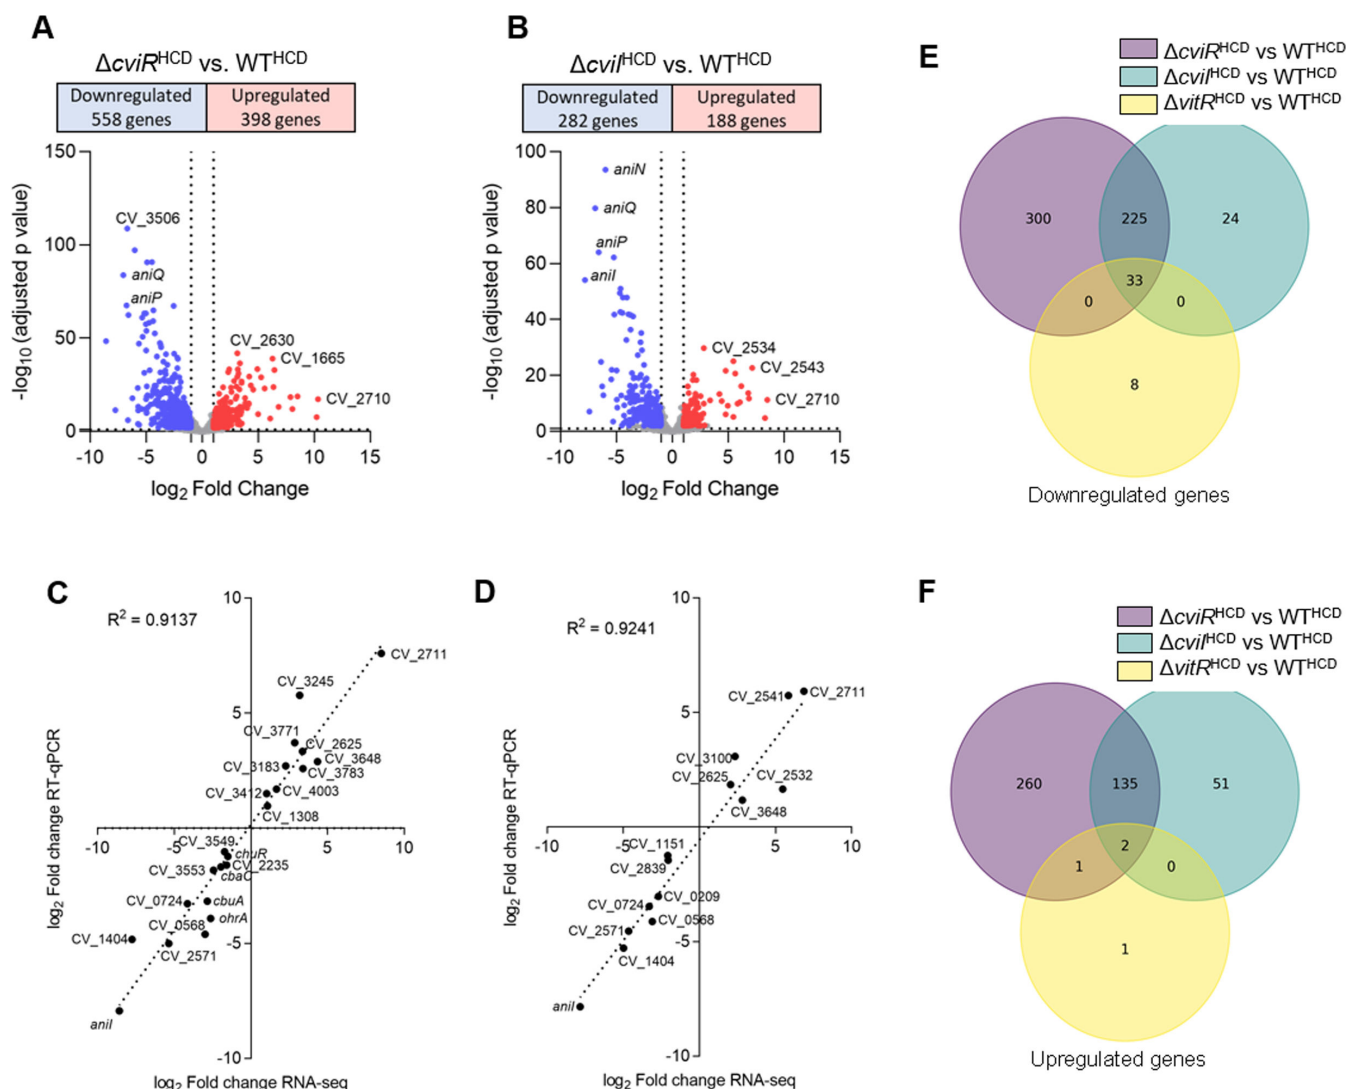 A
ΔcviRHCD vs. WTHCD
Downregulated
558 genes
Upregulated
398 genes
-log10 (adjusted p value)
150
100
50
0
CV_3506
aniQ
aniP
CV_2630
CV_1665
CV_2710
-10
-5
0
5
10
15
log2 Fold Change
B
ΔcviIHCD vs. WTHCD
Downregulated
282 genes
Upregulated
188 genes
-log10 (adjusted p value)
100
80
60
40
20
0
aniN
aniQ
aniP
aniI
CV_2534
CV_2543
CV_2710
-10
-5
0
5
10
15
log2 Fold Change
E
ΔcviRHCD vs WTHCD
ΔcviIHCD vs WTHCD
ΔvitRHCD vs WTHCD
300
225
24
33
0
0
8
Downregulated genes
C
R2 = 0.9137
log2 Fold change RT-qPCR
10
5
-5
-10
CV_2711
CV_3245
CV_3771
CV_2625
CV_3648
CV_3183
CV_3783
CV_3412
CV_4003
CV_1308
-10
-5
5
10
CV_3549
chuR
CV_2235
CV_3553
cbaC
CV_0724
cbuA
ohrA
CV_0568
CV_1404
CV_2571
aniI
log2 Fold change RNA-seq
D
R2 = 0.9241
log2 Fold change RT-qPCR
10
5
-5
-10
CV_2541
CV_2711
CV_3100
CV_2625
CV_2532
CV_3648
-10
-5
5
10
CV_1151
CV_2839
CV_0209
CV_0724
CV_0568
CV_2571
CV_1404
aniI
log2 Fold change RNA-seq
F
ΔcviRHCD vs WTHCD
ΔcviIHCD vs WTHCD
ΔvitRHCD vs WTHCD
260
135
51
2
1
0
1
Upregulated genes